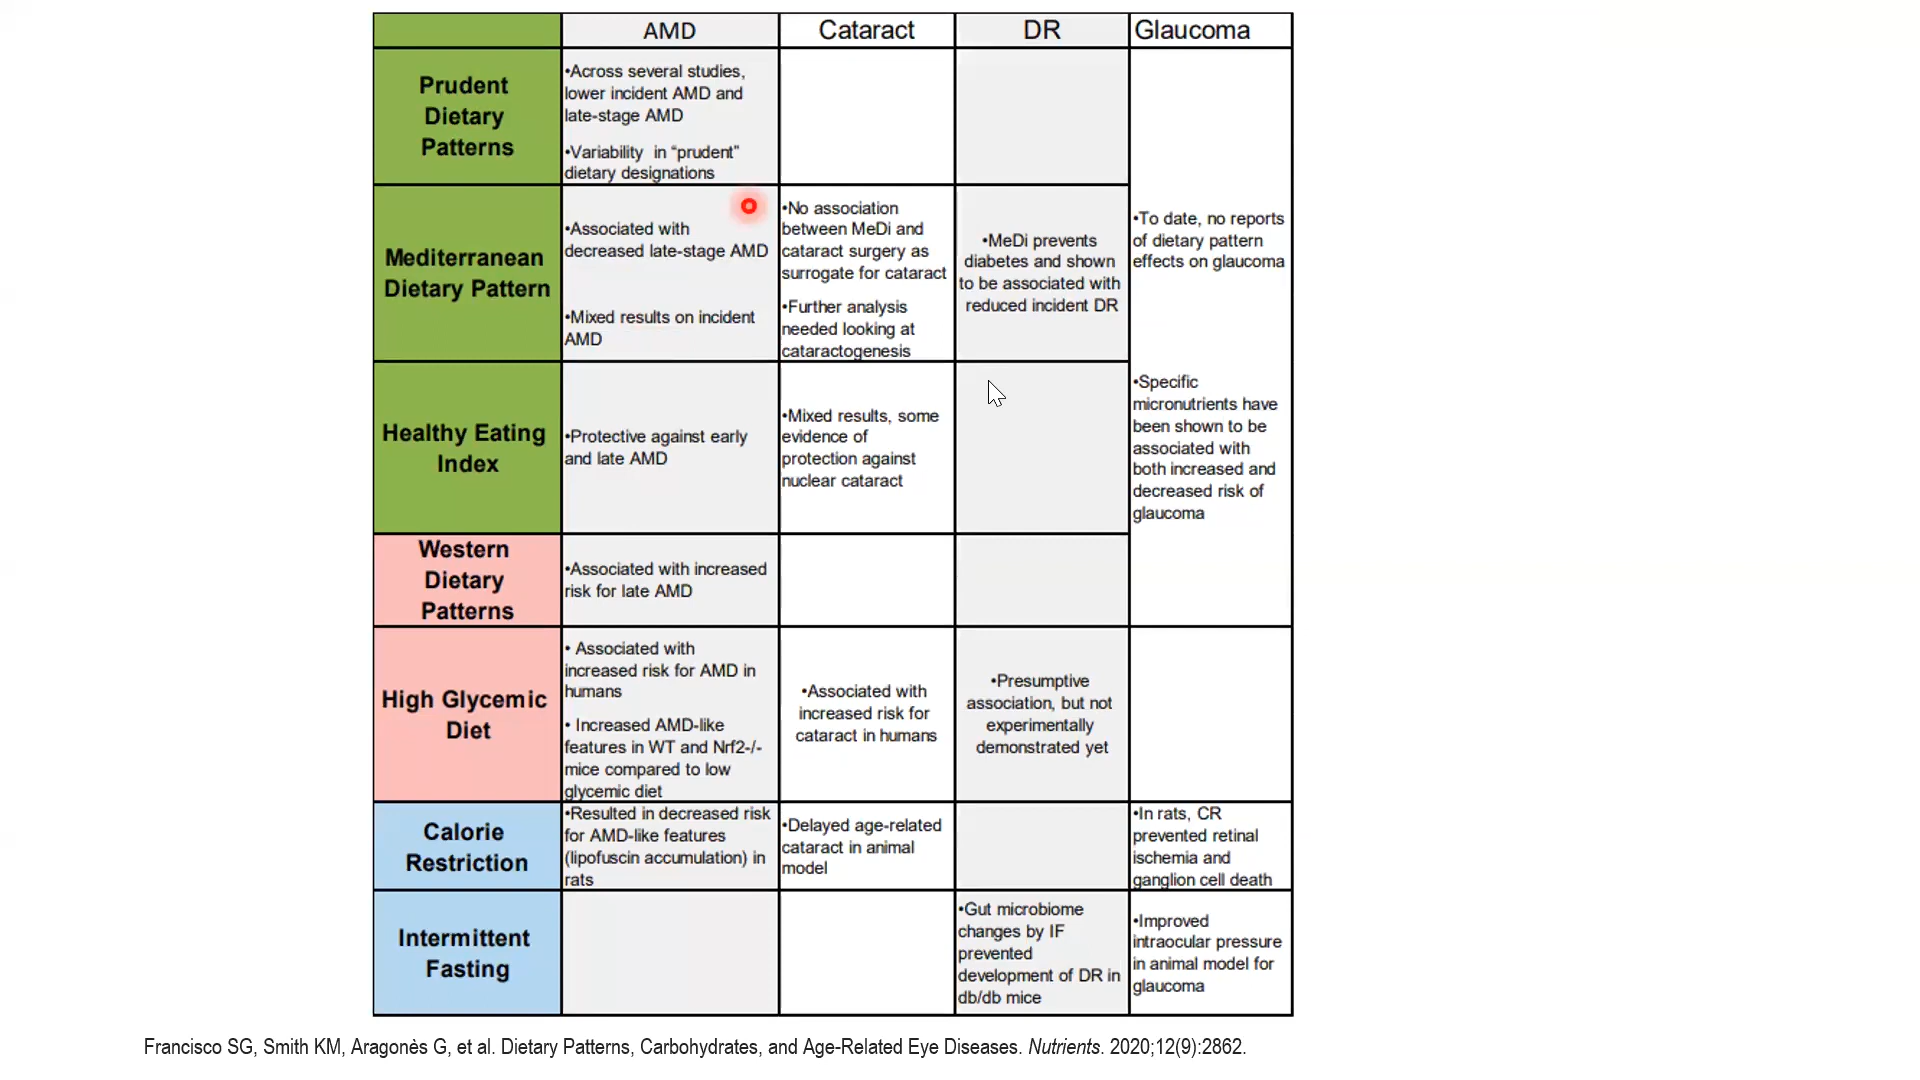 AMD
Cataract
DR
Glaucoma
Prudent
Dietary
Patterns
•Across several studies,
lower incident AMD and
late-stage AMD
•Variability in “prudent”
dietary designations
Mediterranean
Dietary Pattern
•Associated with
decreased late-stage AMD
•Mixed results on incident
AMD
•No association
between MeDi and
cataract surgery as
surrogate for cataract
•Further analysis
needed looking at
cataractogenesis
•MeDi prevents
diabetes and shown
to be associated with
reduced incident DR
•To date, no reports
of dietary pattern
effects on glaucoma
•Specific
micronutrients have
been shown to be
associated with
both increased and
decreased risk of
glaucoma
Healthy Eating
Index
•Protective against early
and late AMD
•Mixed results, some
evidence of
protection against
nuclear cataract
Western
Dietary
Patterns
•Associated with increased
risk for late AMD
High Glycemic
Diet
• Associated with
increased risk for AMD in
humans
• Increased AMD-like
features in WT and Nrf2-/-
mice compared to low
glycemic diet
•Associated with
increased risk for
cataract in humans
•Presumptive
association, but not
experimentally
demonstrated yet
Calorie
Restriction
•Resulted in decreased risk
for AMD-like features
(lipofuscin accumulation) in
rats
•Delayed age-related
cataract in animal
model
•In rats, CR
prevented retinal
ischemia and
ganglion cell death
Intermittent
Fasting
•Gut microbiome
changes by IF
prevented
development of DR in
db/db mice
•Improved
intraocular pressure
in animal model for
glaucoma
Francisco SG, Smith KM, Aragonès G, et al. Dietary Patterns, Carbohydrates, and Age-Related Eye Diseases. Nutrients. 2020;12(9):2862.